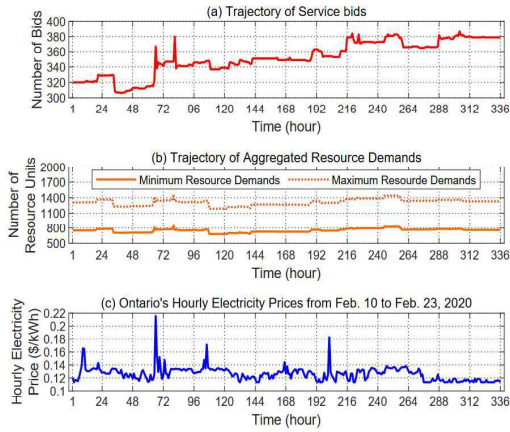 (a) Trajectory of Service bids
Number of Bids
400
380
360
340
320
300
1 24 48 72 96 120 144 168 192 216 240 264 288 312 336
Time (hour)
(b) Trajectory of Aggregated Resource Demands
Number of
Resource Units
2000
1700
1400
1100
800
500
Minimum Resource Demands Maximum Resourde Demands
1 24 48 72 96 120 144 168 192 216 240 264 288 312 336
Time (hour)
(c) Ontario's Hourly Electricity Prices from Feb. 10 to Feb. 23, 2020
Hourly Electricity
Price ($/kWh)
0.22
0.2
0.18
0.16
0.14
0.12
0.1
1 24 48 72 96 120 144 168 192 216 240 264 288 312 336
Time (hour)